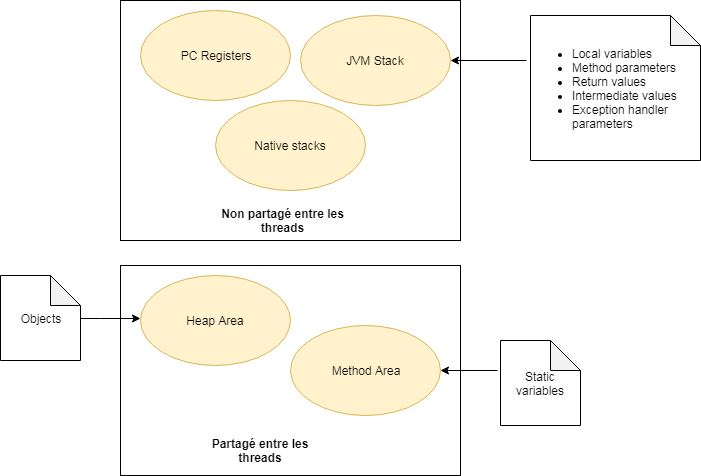 PC Registers
JVM Stack
Native stacks
Non partagé entre les
threads
Local variables
Method parameters
Return values
Intermediate values
Exception handler
parameters
Objects
Heap Area
Method Area
Static
variables
Partagé entre les
threads